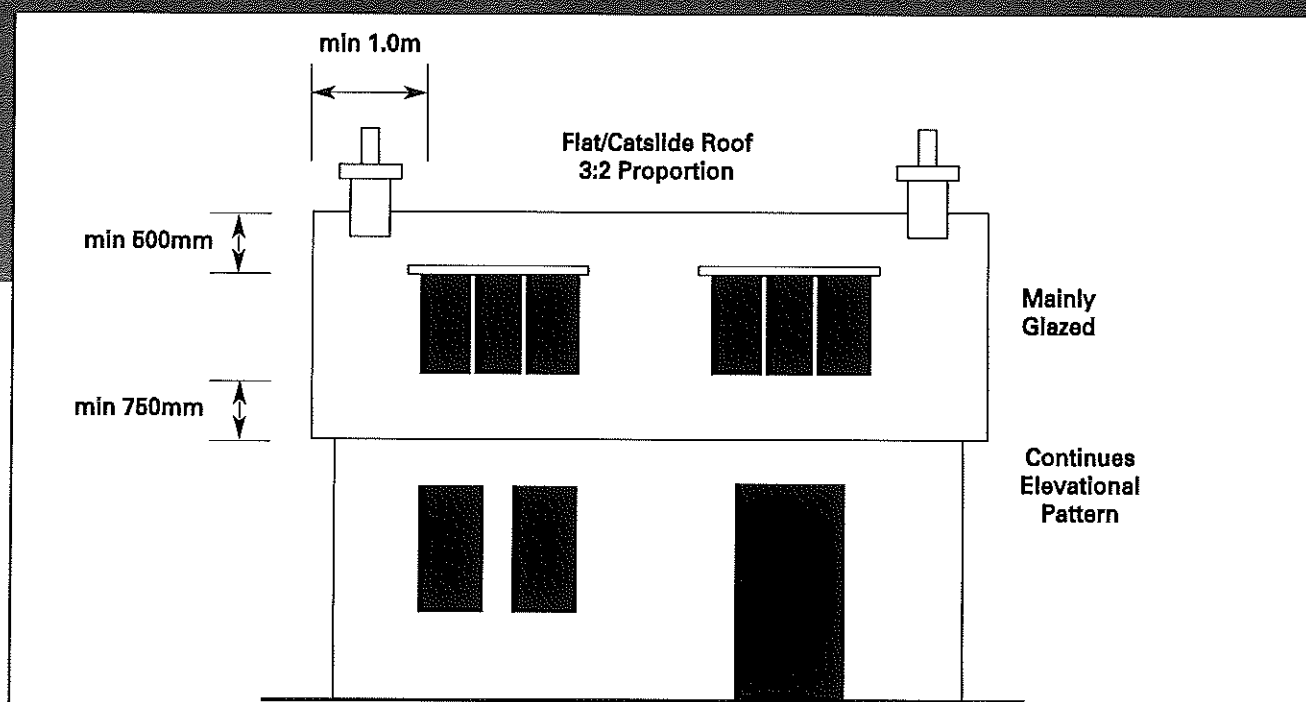 min 1.0m
Flat/Catslide Roof
3:2 Proportion
min 500mm
Mainly
Glazed
min 750mm
Continues
Elevational
Pattern